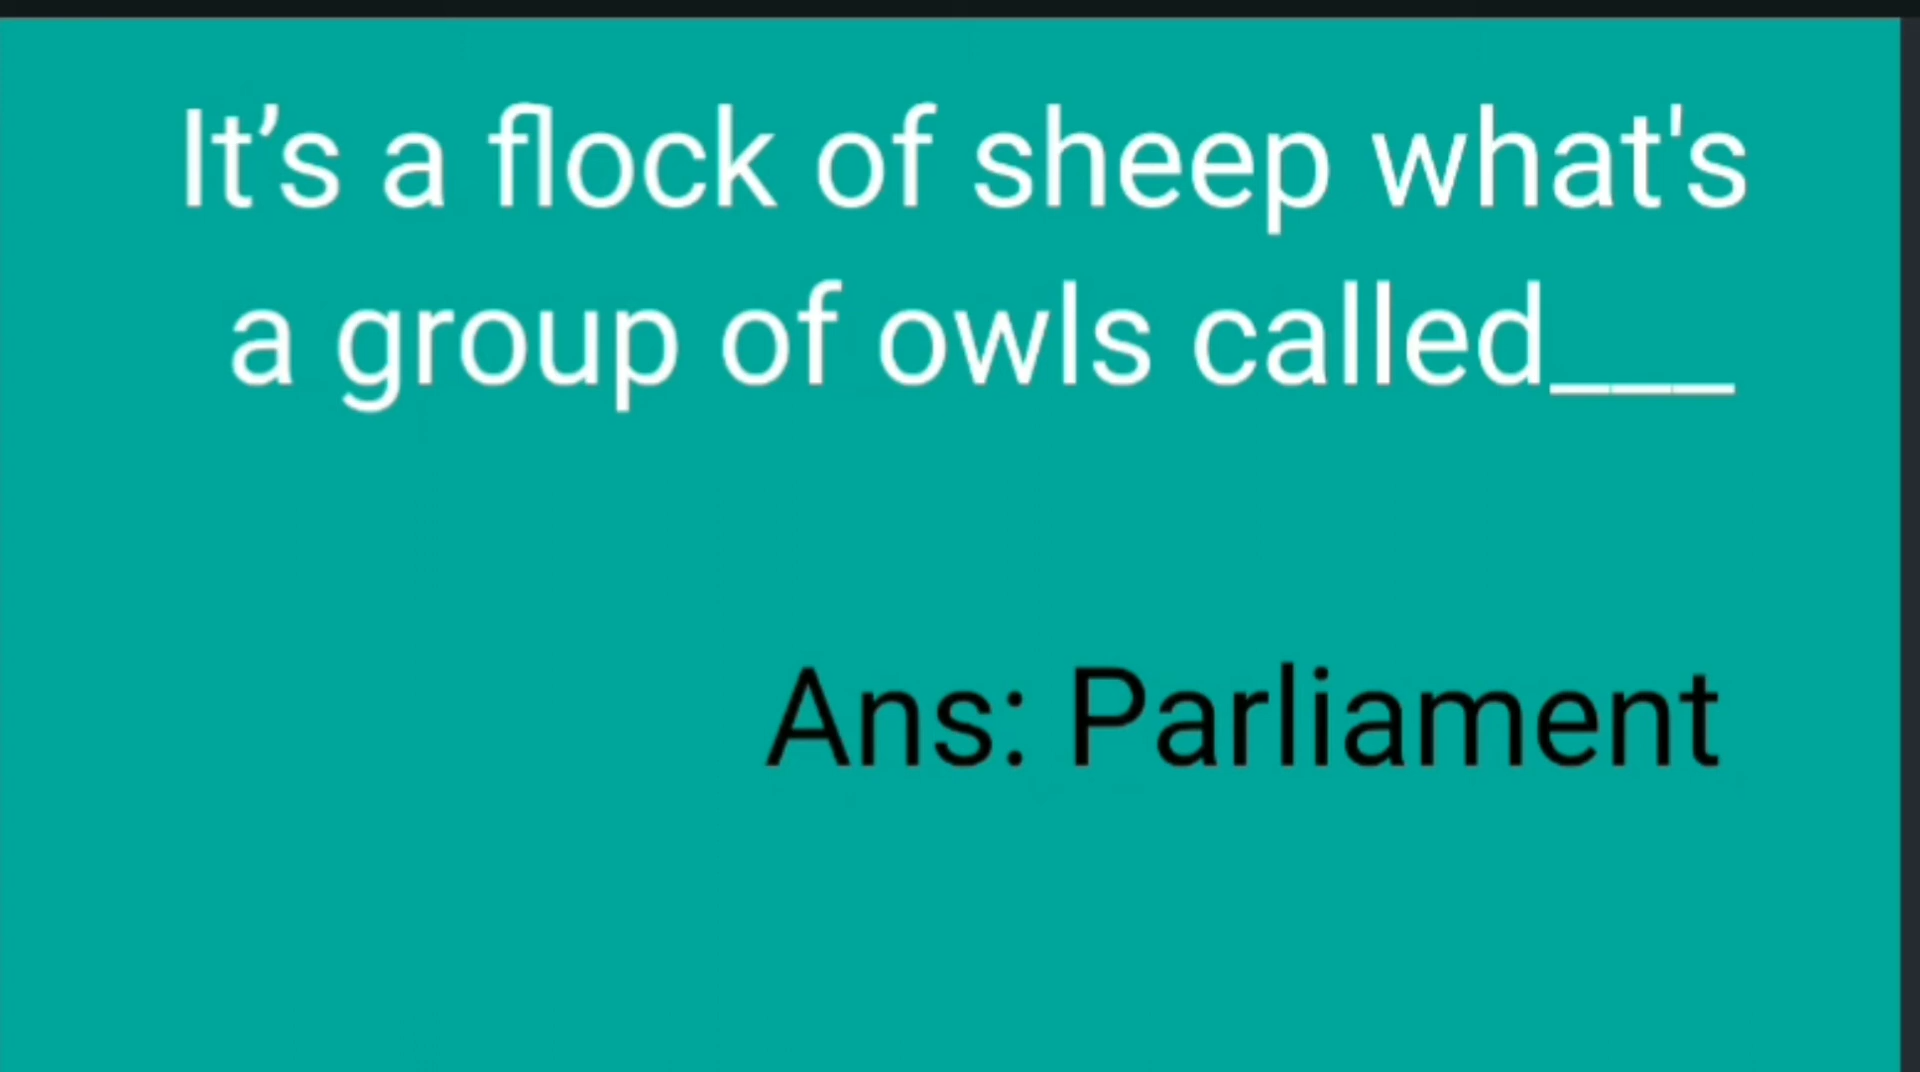 It’s a flock of sheep what's
a group of owls called___
Ans: Parliament